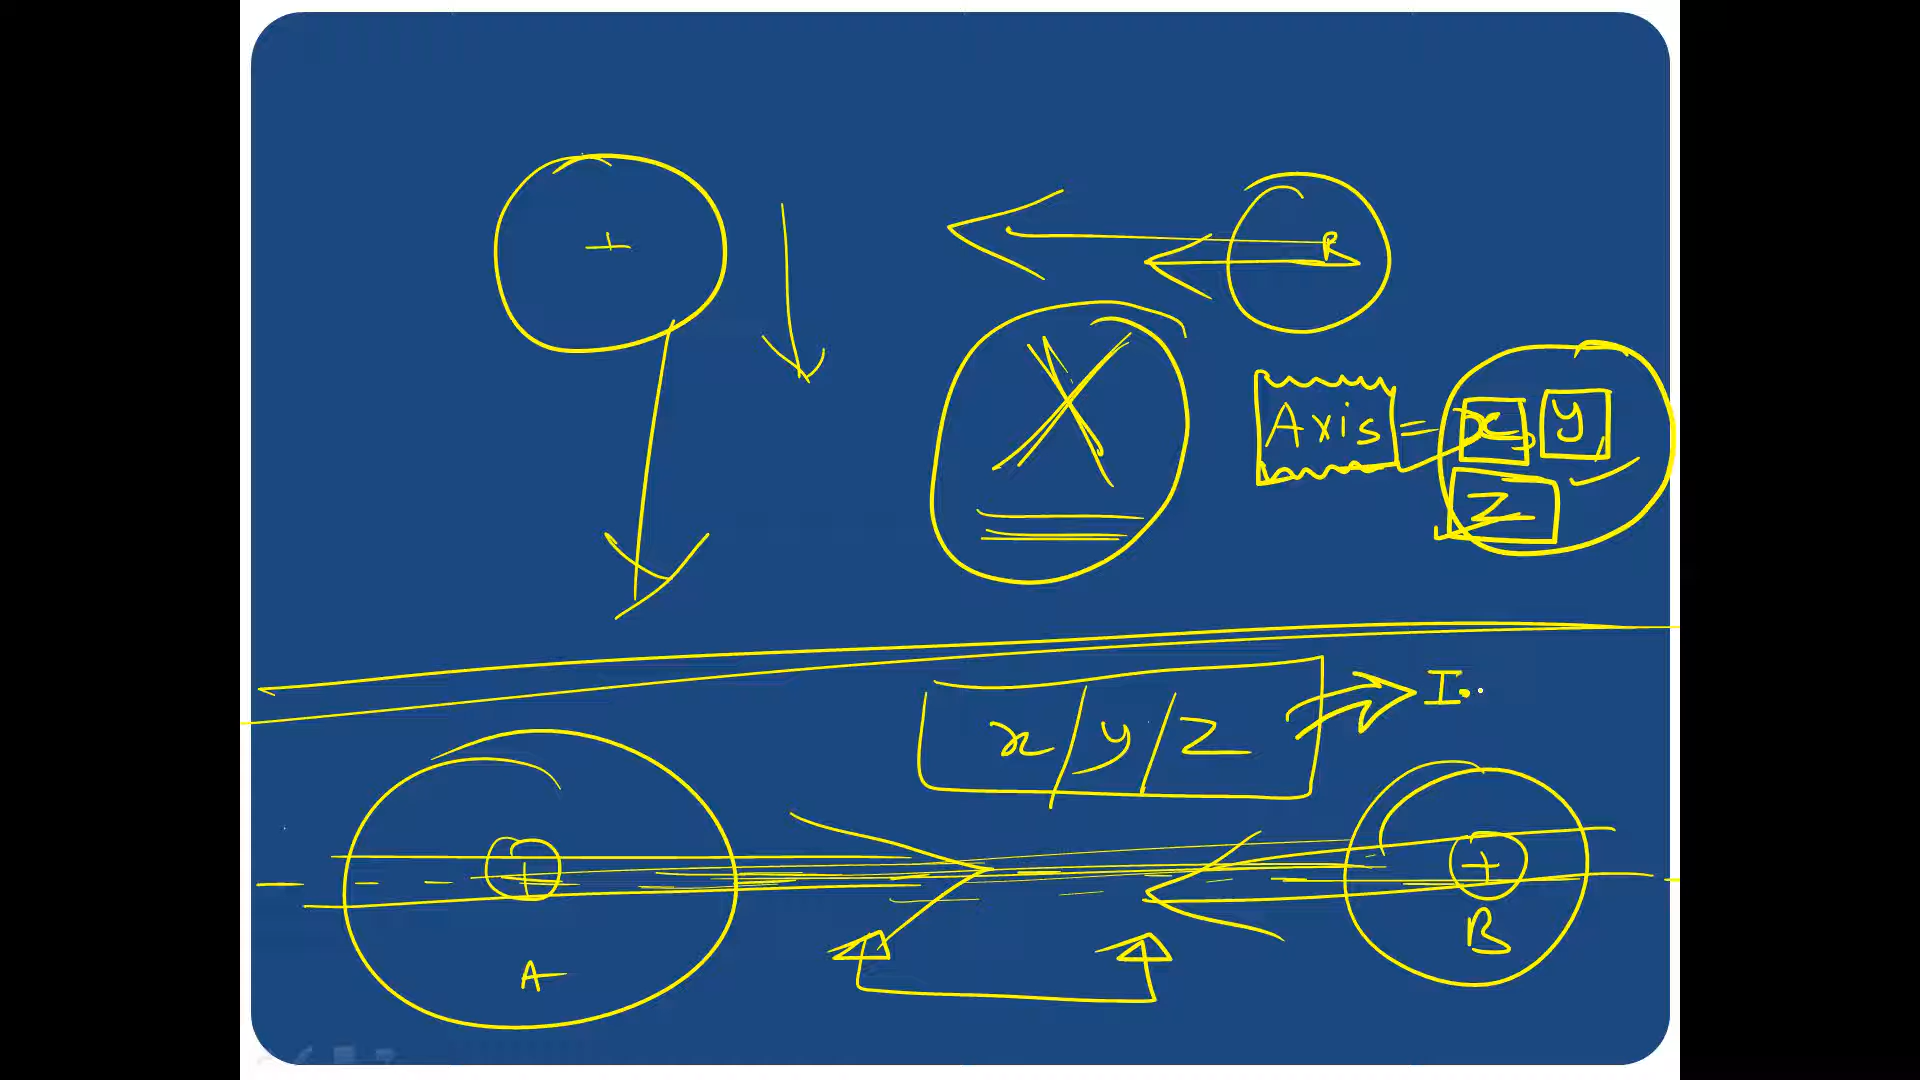 +
B
X
Axis = x, y,
z
x/y/z
I.
+
+
A
B